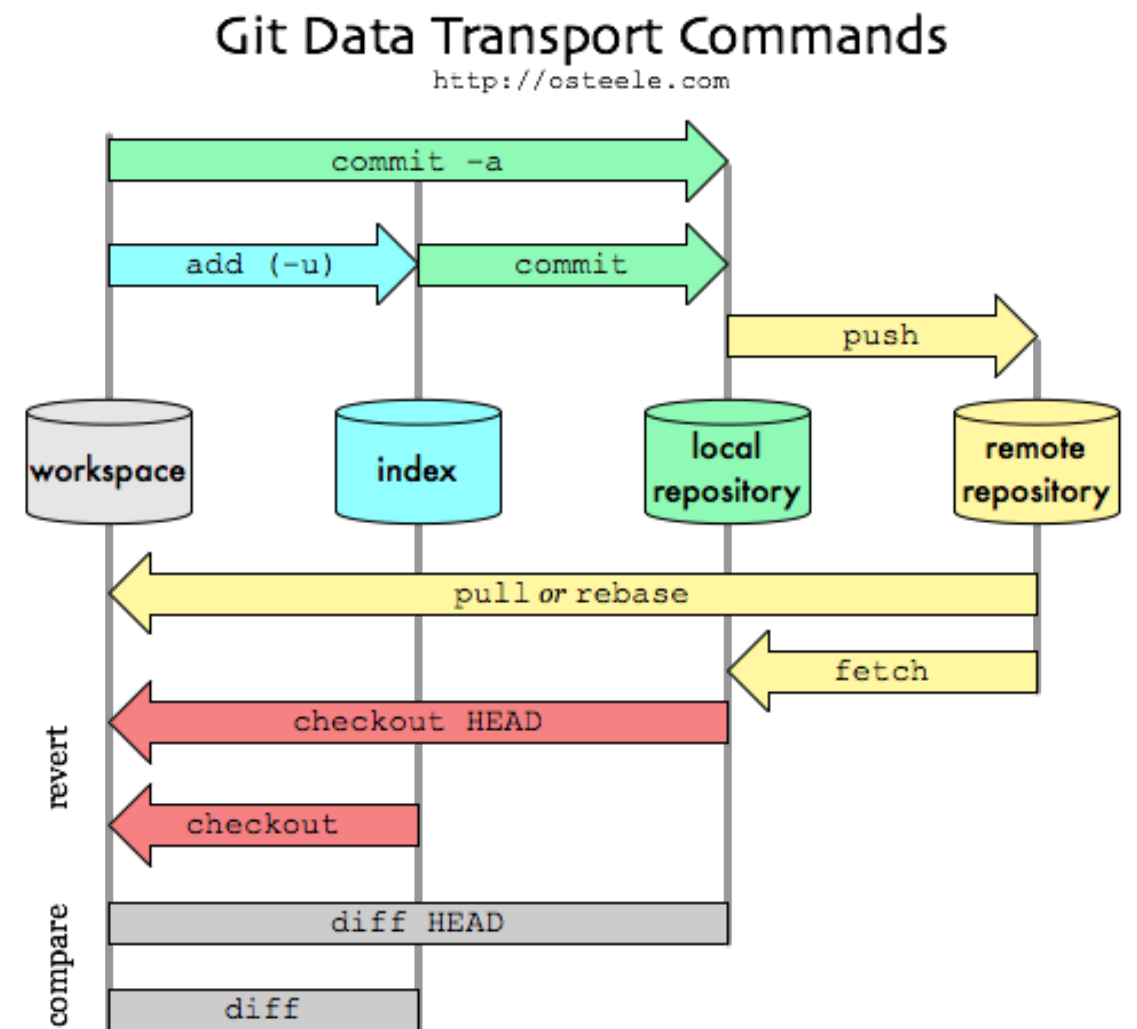 Git Data Transport Commands
http://osteele.com
commit -a
add (-u)
commit
push
workspace
index
local
repository
remote
repository
pull or rebase
fetch
revert
checkout HEAD
checkout
compare
diff HEAD
diff